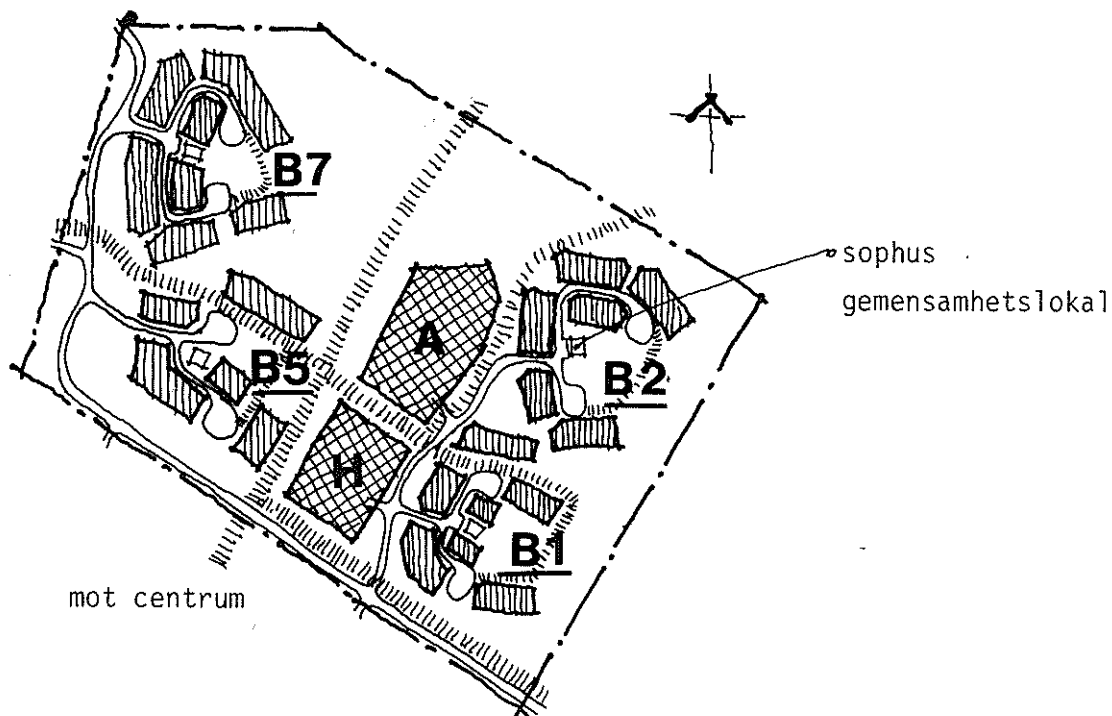 B7
sophus
gemensamhetslokal
A
B5
B2
H
B1
mot centrum